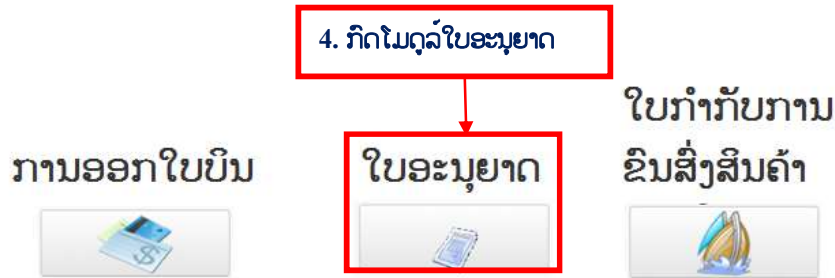 4. ກົດໂມດູລ໌ໃບອະນຸຍາດ
ການອອກໃບບິນ
ໃບອະນຸຍາດ
ໃບກຳກັບການ
ຂົນສົ່ງສິນຄ້າ